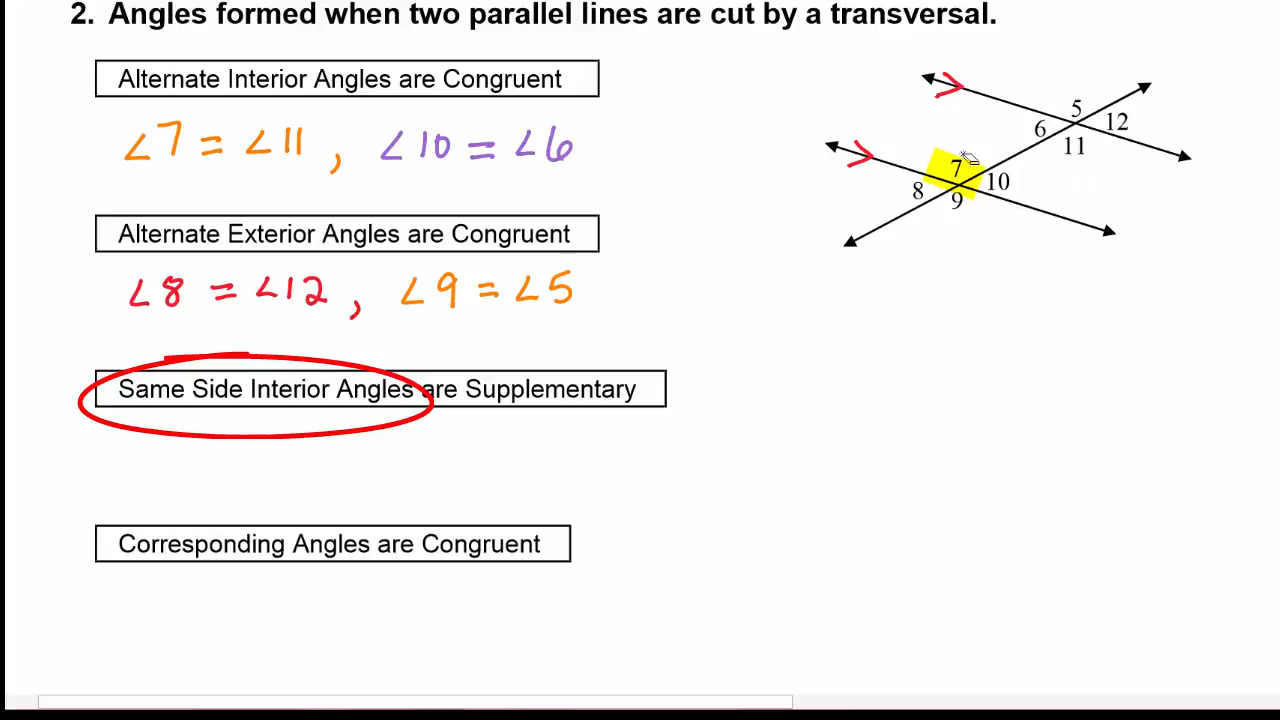 2. Angles formed when two parallel lines are cut by a transversal.
Alternate Interior Angles are Congruent
∠7 = ∠11 , ∠10 = ∠6
Alternate Exterior Angles are Congruent
∠8 = ∠12 , ∠9 = ∠5
Same Side Interior Angles are Supplementary
Corresponding Angles are Congruent
5
6 12
11
7
8 10
9